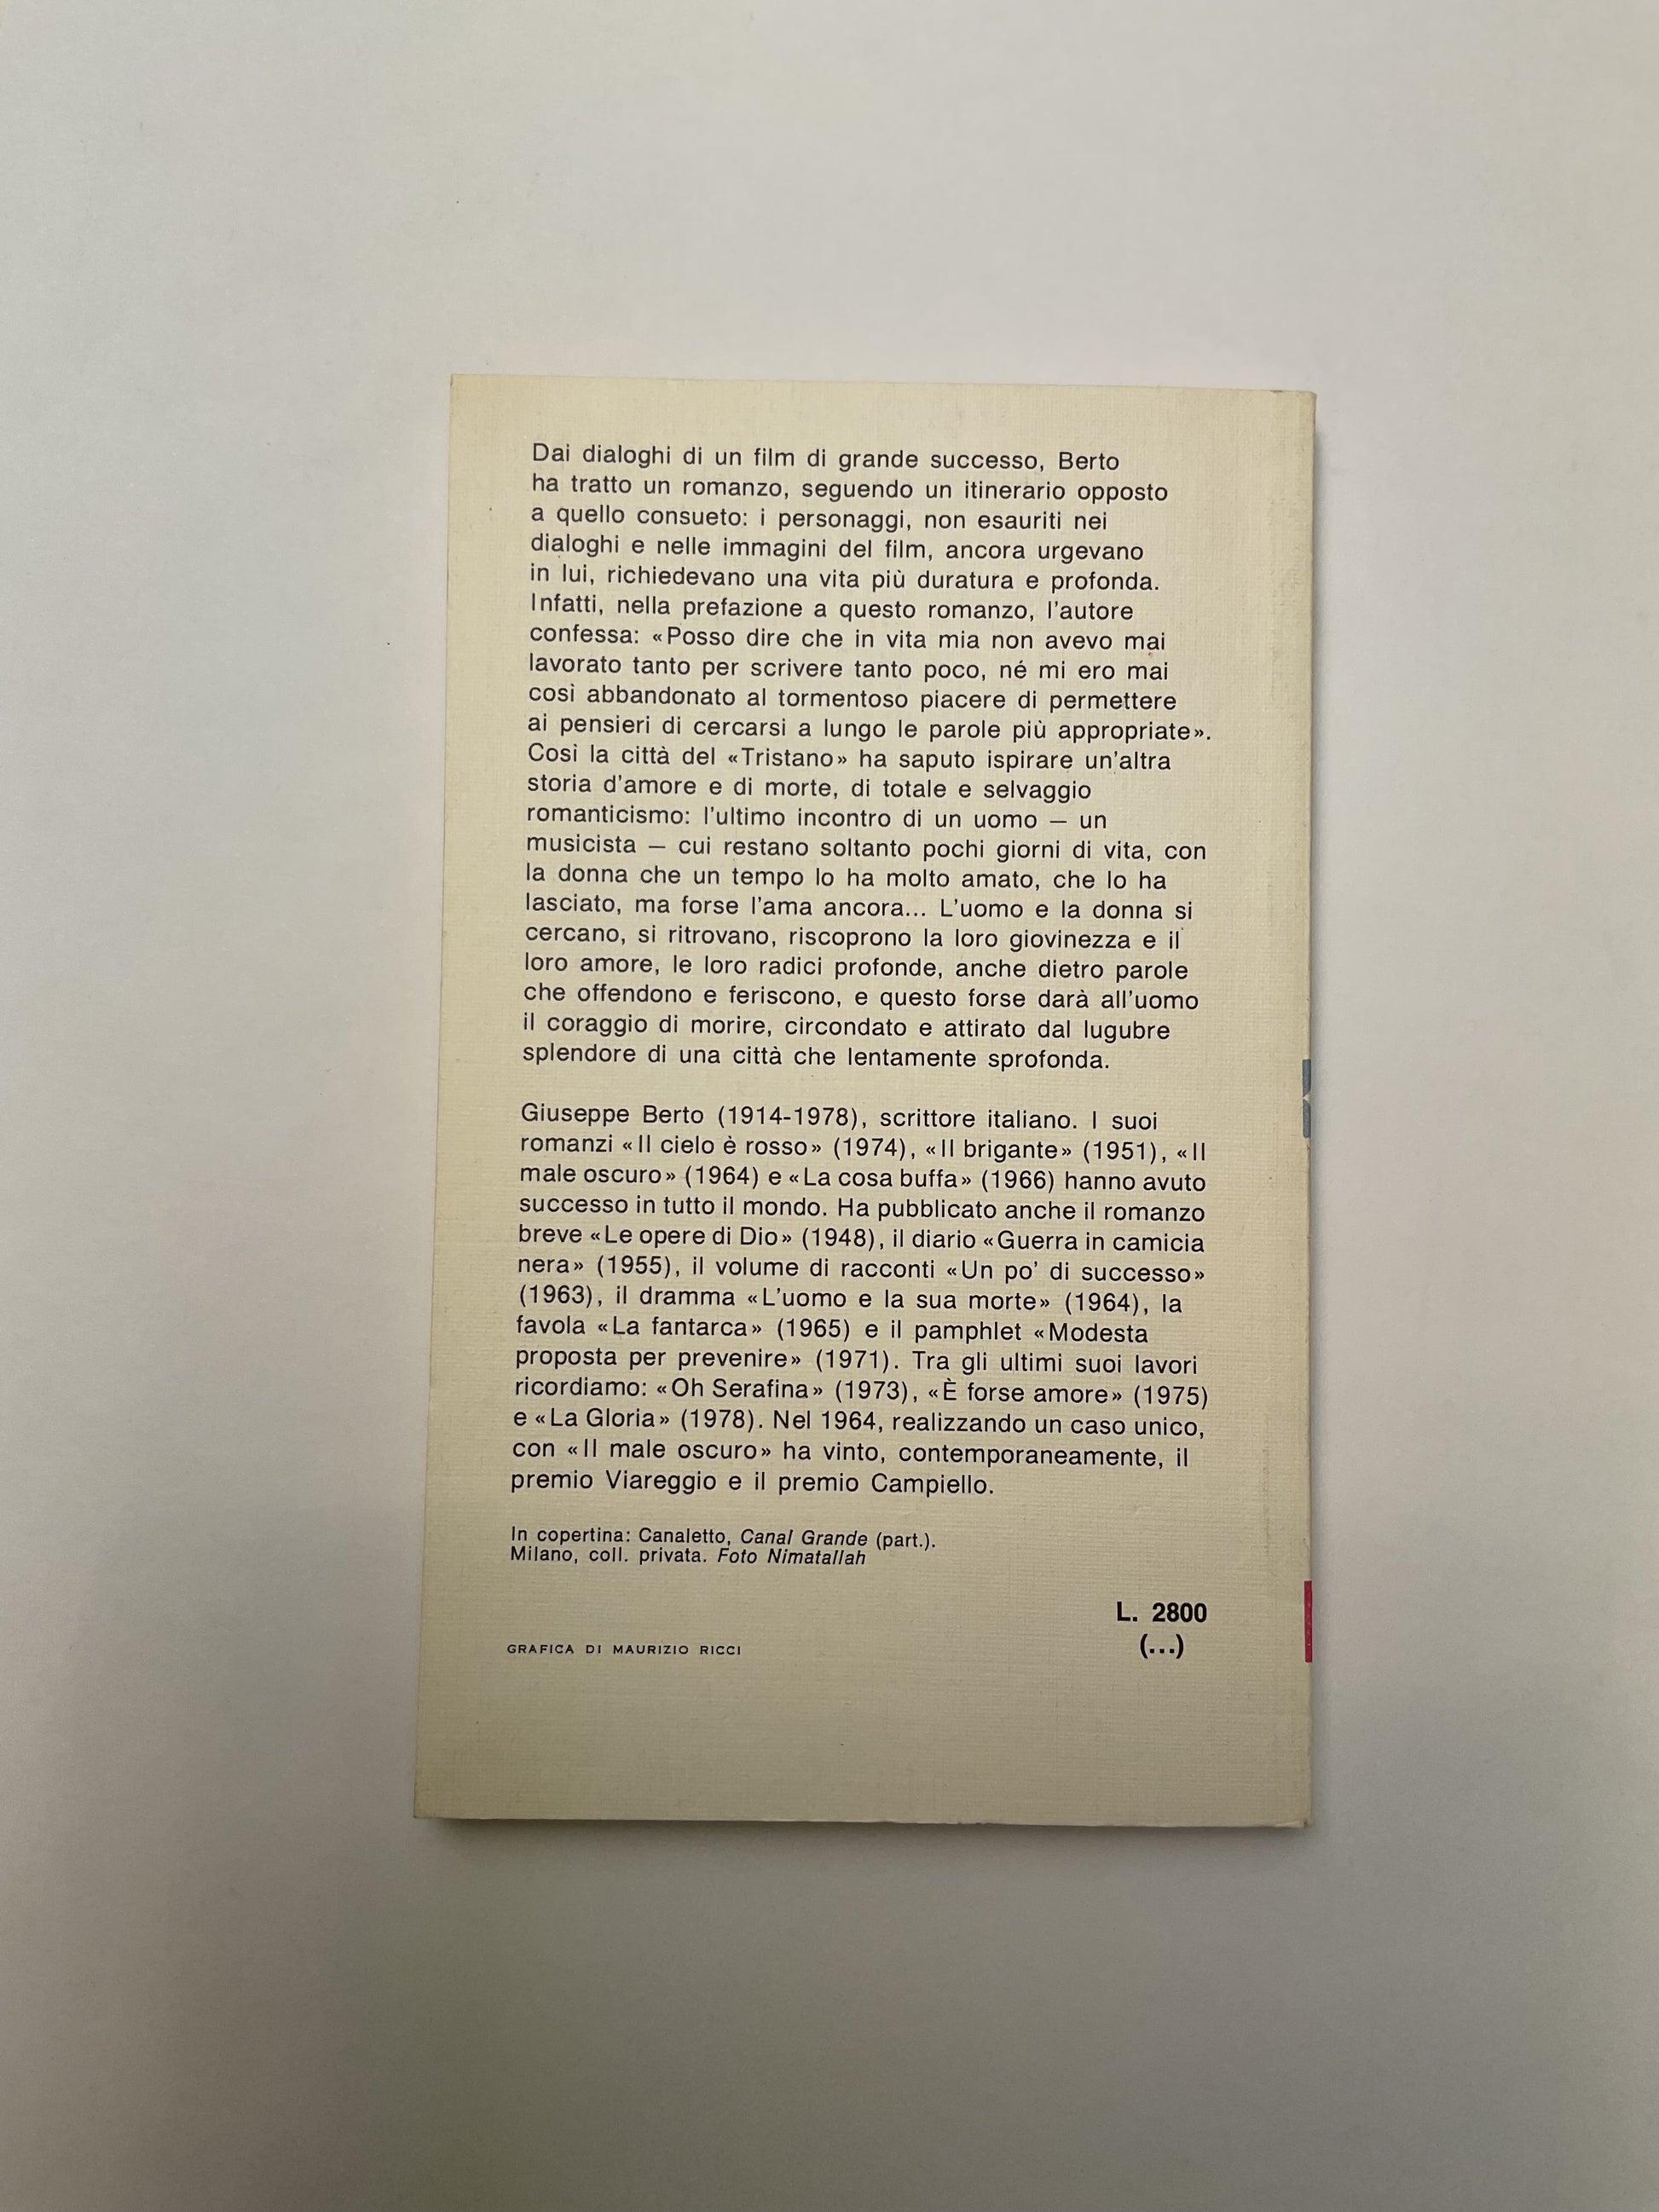 Dai dialoghi di un film di grande successo, Berto
ha tratto un romanzo, seguendo un itinerario opposto
a quello consueto: i personaggi, non esauriti nei
dialoghi e nelle immagini del film, ancora urgevano
in lui, richiedevano una vita più duratura e profonda.
Infatti, nella prefazione a questo romanzo, l'autore
confessa: «Posso dire che in vita mia non avevo mai
lavorato tanto per scrivere tanto poco, né mi ero mai
così abbandonato al tormentoso piacere di permettere
ai pensieri di cercarsi a lungo le parole più appropriate».
Così la città del «Tristano» ha saputo ispirare un'altra
storia d'amore e di morte, di totale e selvaggio
romanticismo: l'ultimo incontro di un uomo — un
musicista — cui restano soltanto pochi giorni di vita, con
la donna che un tempo lo ha molto amato, che lo ha
lasciato, ma forse l'ama ancora... L'uomo e la donna si
cercano, si ritrovano, riscoprono la loro giovinezza e il
loro amore, le loro radici profonde, anche dietro parole
che offendono e feriscono, e questo forse darà all'uomo
il coraggio di morire, circondato e attirato dal lugubre
splendore di una città che lentamente sprofonda.
Giuseppe Berto (1914-1978), scrittore italiano. I suoi
romanzi «Il cielo è rosso» (1974), «Il brigante» (1951), «Il
male oscuro» (1964) e «La cosa buffa» (1966) hanno avuto
successo in tutto il mondo. Ha pubblicato anche il romanzo
breve «Le opere di Dio» (1948), il diario «Guerra in camicia
nera» (1955), il volume di racconti «Un po' di successo»
(1963), il dramma «L'uomo e la sua morte» (1964), la
favola «La fantarca» (1965) e il pamphlet «Modesta
proposta per prevenire» (1971). Tra gli ultimi suoi lavori
ricordiamo: «Oh Serafina» (1973), «È forse amore» (1975)
e «La Gloria» (1978). Nel 1964, realizzando un caso unico,
con «Il male oscuro» ha vinto, contemporaneamente, il
premio Viareggio e il premio Campiello.
In copertina: Canaletto, Canal Grande (part.).
Milano, coll. privata. Foto Nimatallah
L. 2800
(...)
GRAFICA DI MAURIZIO RICCI